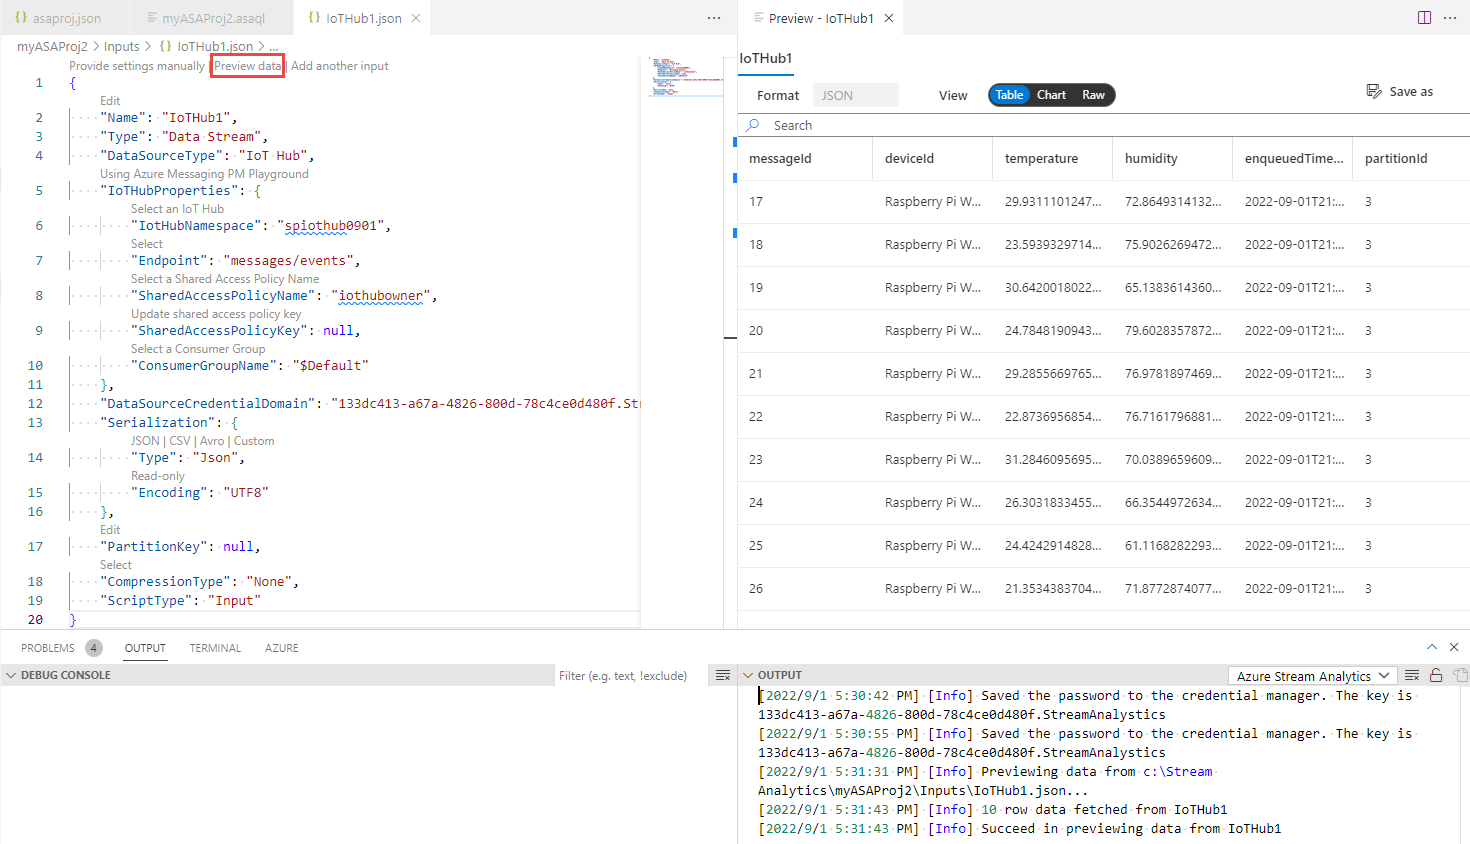 asaproj.json
myASAProj2.asaql
IoTHub1.json
myASAProj2 > Inputs > {} IoTHub1.json > ...
Provide settings manually | Preview data | Add another input
1 {
Edit
2 "Name": "IoTHub1",
3 "Type": "Data Stream",
4 "DataSourceType": "IoT Hub",
Using Azure Messaging PM Playground
5 "IoTHubProperties": {
Select an IoT Hub
6 "IotHubNamespace": "spiothub0901",
Select
7 "Endpoint": "messages/events",
Select a Shared Access Policy Name
8 "SharedAccessPolicyName": "iothubowner",
Update shared access policy key
9 "SharedAccessPolicyKey": null,
Select a Consumer Group
10 "ConsumerGroupName": "$Default"
11 },
12 "DataSourceCredentialDomain": "133dc413-a67a-4826-800d-78c4ce0d480f.Str
13 "Serialization": {
JSON | CSV | Avro | Custom
14 "Type": "Json",
Read-only
15 "Encoding": "UTF8"
16 },
Edit
17 "PartitionKey": null,
Select
18 "CompressionType": "None",
19 "ScriptType": "Input"
20 }
Preview - IoTHub1
IoTHub1
Format JSON View Table Chart Raw Save as
Search
messageId deviceId temperature humidity enqueuedTime... partitionId
17 Raspberry Pi W... 29.9311101247... 72.8649314132... 2022-09-01T21:... 3
18 Raspberry Pi W... 23.5939329714... 75.9026269472... 2022-09-01T21:... 3
19 Raspberry Pi W... 30.6420018022... 65.1383614360... 2022-09-01T21:... 3
20 Raspberry Pi W... 24.7848190943... 79.6028357872... 2022-09-01T21:... 3
21 Raspberry Pi W... 29.2855669765... 76.9781897469... 2022-09-01T21:... 3
22 Raspberry Pi W... 22.8736956854... 76.7161796881... 2022-09-01T21:... 3
23 Raspberry Pi W... 31.2846095695... 70.0389659609... 2022-09-01T21:... 3
24 Raspberry Pi W... 26.3031833455... 66.3544972634... 2022-09-01T21:... 3
25 Raspberry Pi W... 24.4242914828... 61.1168282293... 2022-09-01T21:... 3
26 Raspberry Pi W... 21.3534383704... 71.8772874077... 2022-09-01T21:... 3
PROBLEMS 4 OUTPUT TERMINAL AZURE
DEBUG CONSOLE
Filter (e.g. text, !exclude)
OUTPUT
Azure Stream Analytics
[2022/9/1 5:30:42 PM] [Info] Saved the password to the credential manager. The key is
133dc413-a67a-4826-800d-78c4ce0d480f.StreamAnalystics
[2022/9/1 5:30:55 PM] [Info] Saved the password to the credential manager. The key is
133dc413-a67a-4826-800d-78c4ce0d480f.StreamAnalystics
[2022/9/1 5:31:31 PM] [Info] Previewing data from c:\Stream
Analytics\myASAProj2\Inputs\IoTHub1.json...
[2022/9/1 5:31:43 PM] [Info] 10 row data fetched from IoTHub1
[2022/9/1 5:31:43 PM] [Info] Succeed in previewing data from IoTHub1